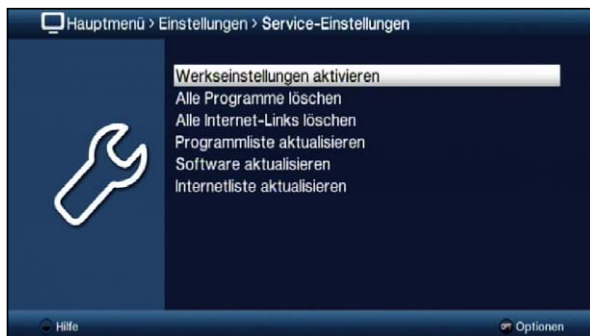 Hauptmenü > Einstellungen > Service-Einstellungen
Werkseinstellungen aktivieren
Alle Programme löschen
Alle Internet-Links löschen
Programmliste aktualisieren
Software aktualisieren
Internetliste aktualisieren
Hilfe
OPT Optionen